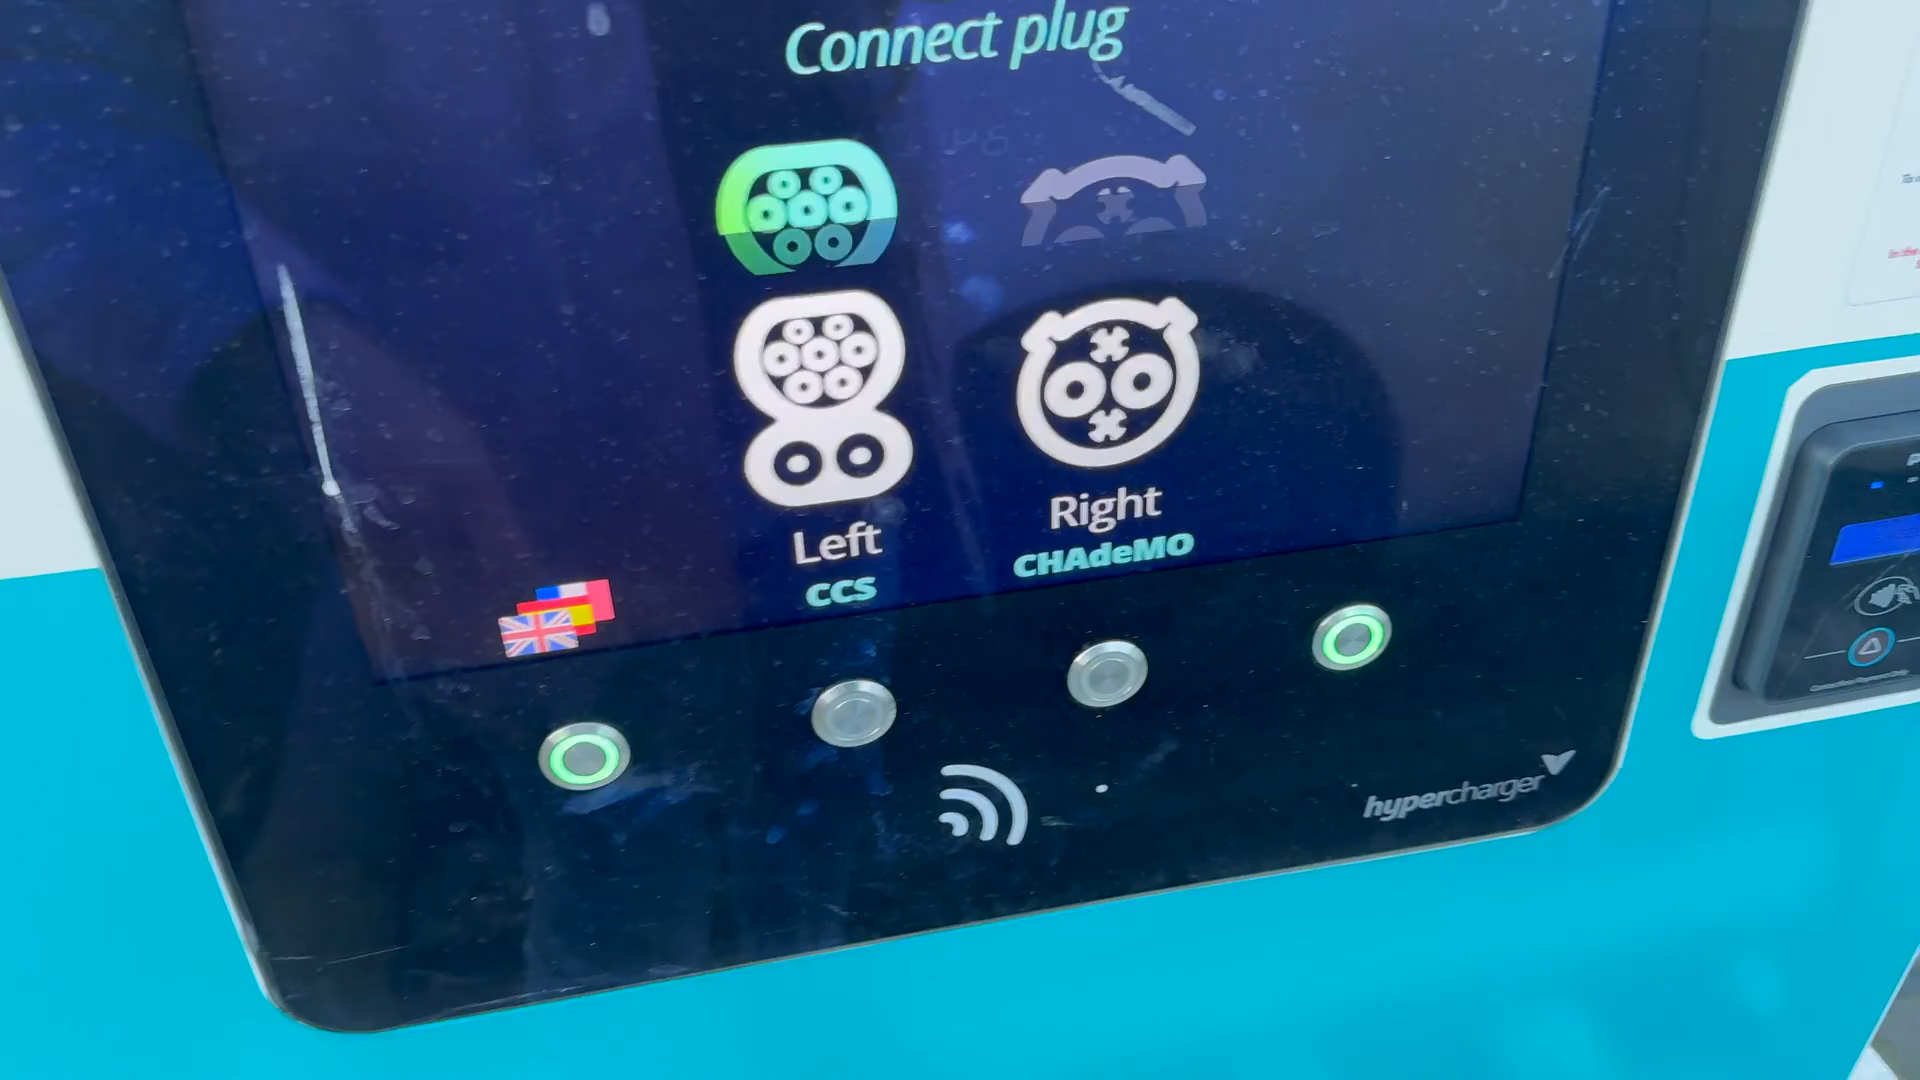 Connect plug
Left
CCS
Right
CHAdeMO
hypercharger